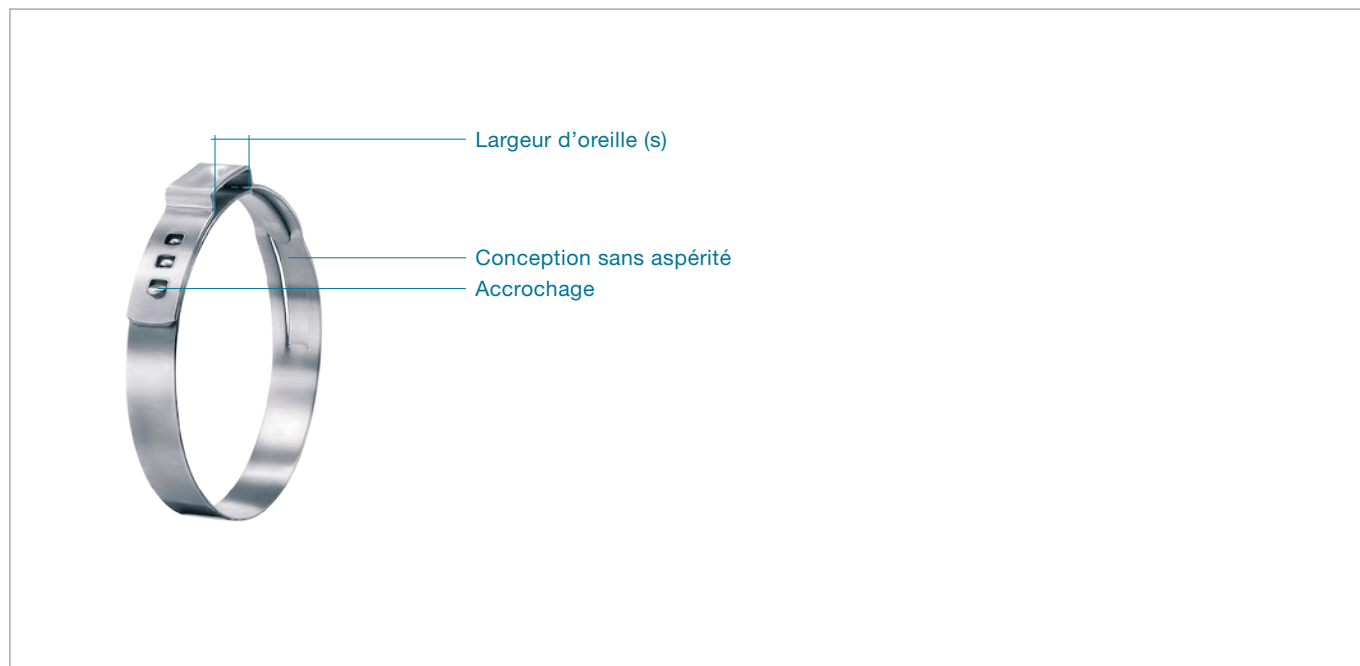 Largeur d’oreille (s)
Conception sans aspérité
Accrochage